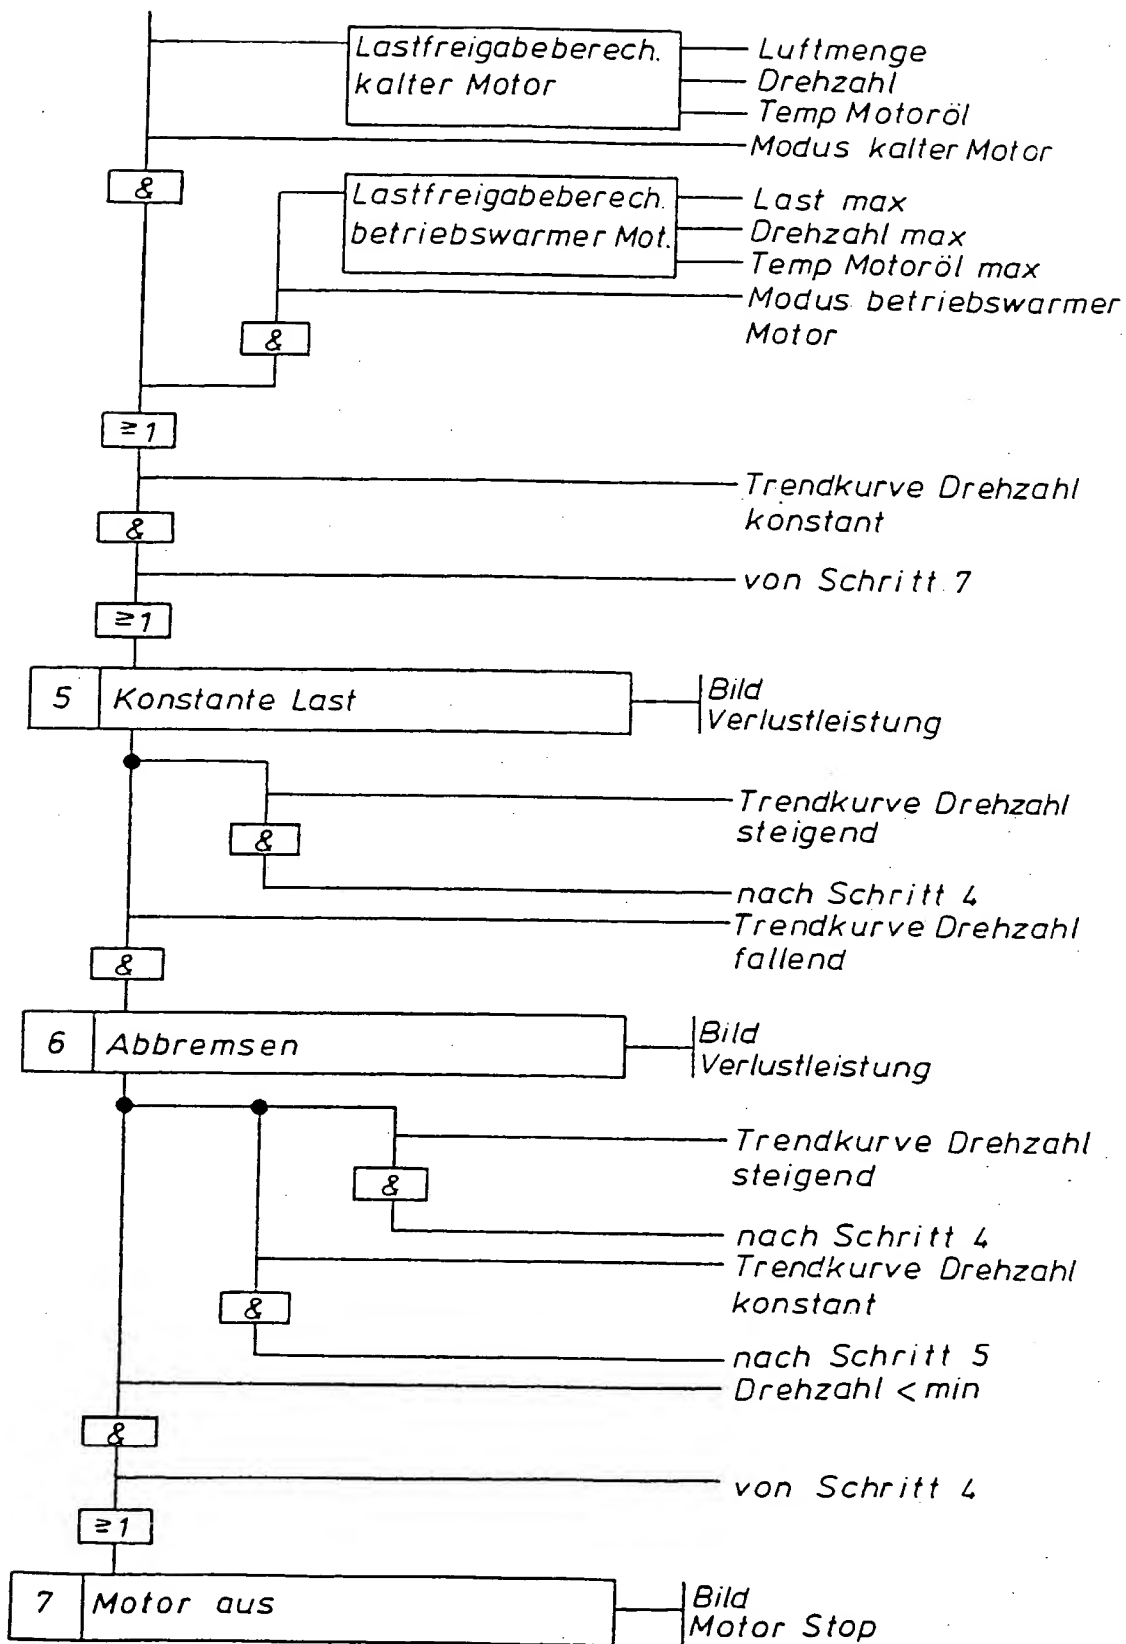 Lastfreigabeberech.
kalter Motor
Luftmenge
Drehzahl
Temp Motoröl
Modus kalter Motor
&
Lastfreigabeberech.
betriebswarmer Mot.
Last max
Drehzahl max
Temp Motoröl max
Modus betriebswarmer
Motor
&
≥1
Trendkurve Drehzahl
konstant
&
von Schritt 7
≥1
5 Konstante Last
Bild
Verlustleistung
Trendkurve Drehzahl
steigend
&
nach Schritt 4
Trendkurve Drehzahl
fallend
&
6 Abbremsen
Bild
Verlustleistung
Trendkurve Drehzahl
steigend
&
nach Schritt 4
Trendkurve Drehzahl
konstant
&
nach Schritt 5
Drehzahl < min
&
von Schritt 4
≥1
7 Motor aus
Bild
Motor Stop